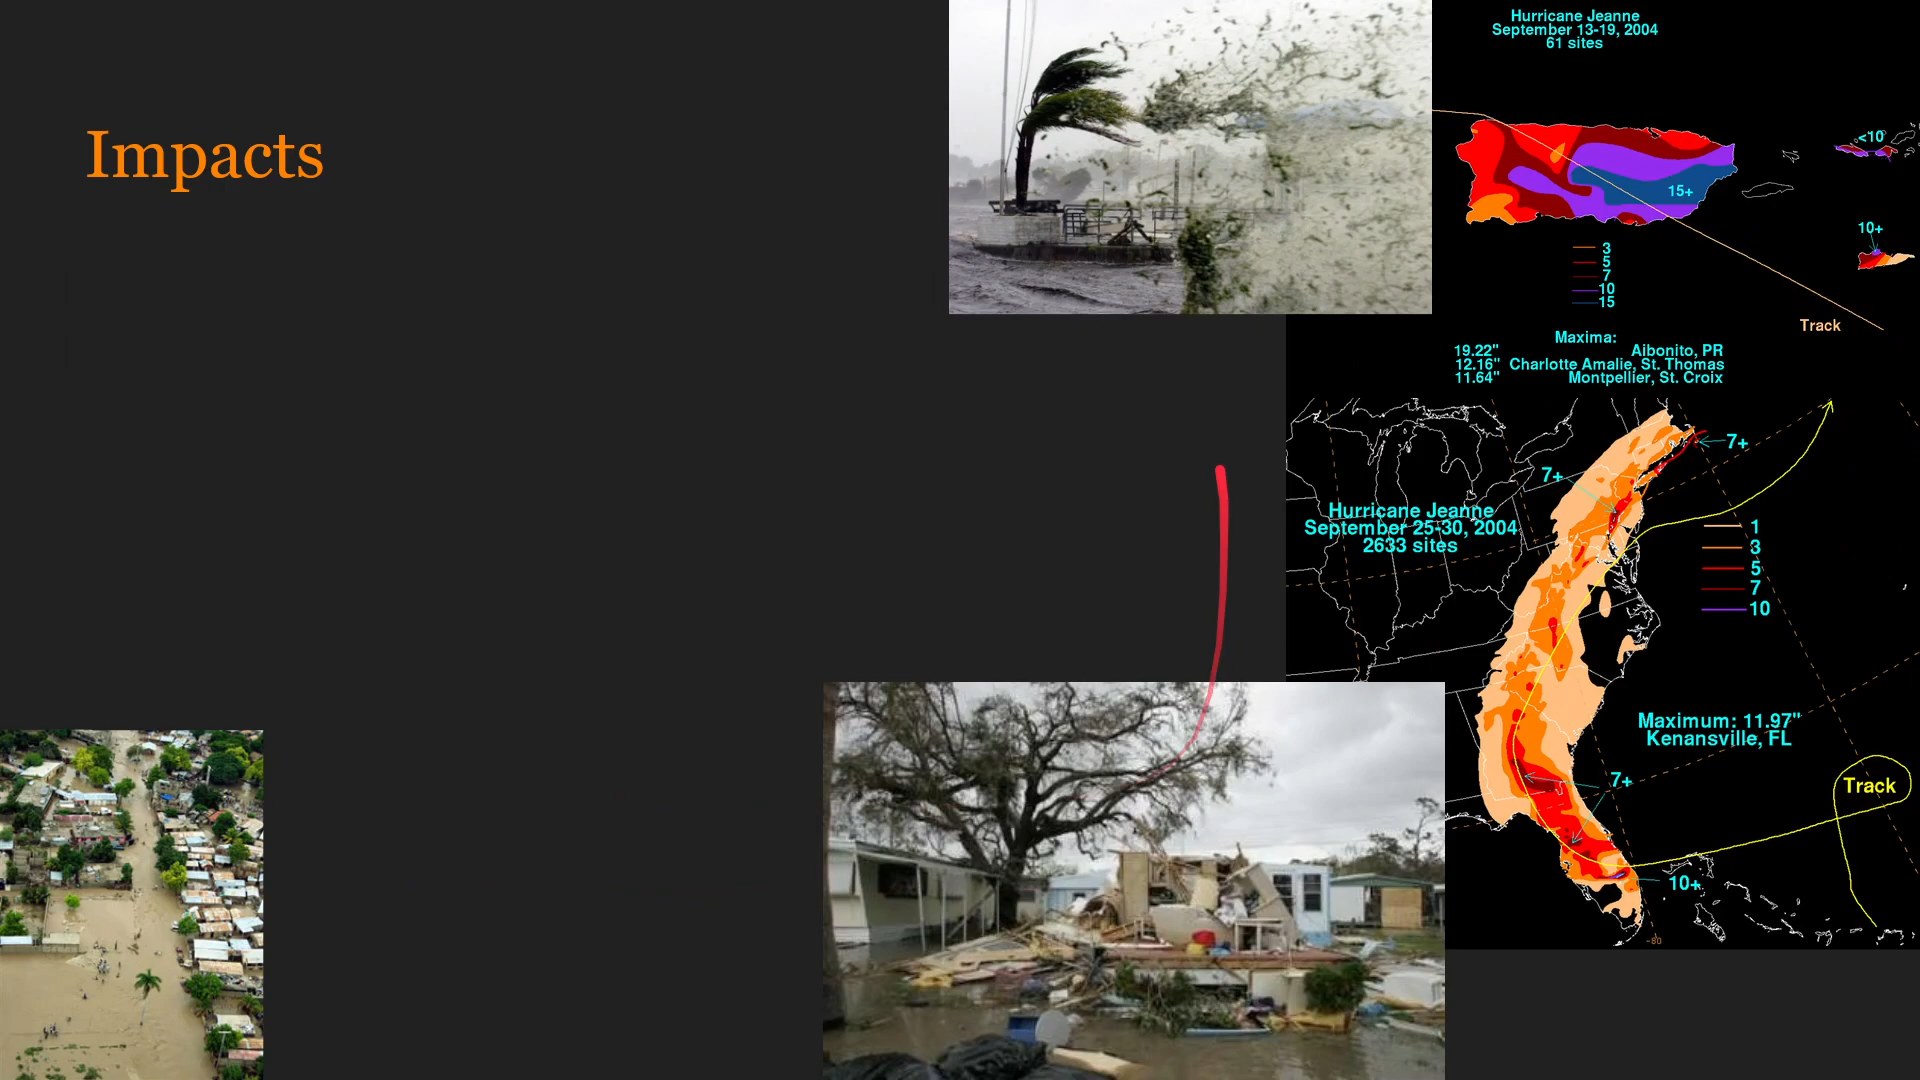 Impacts
Hurricane Jeanne
September 13-19, 2004
61 sites
<10
15+
10+
3
5
7
10
15
Track
Maxima:
19.22" Aibonito, PR
12.16" Charlotte Amalie, St. Thomas
11.64" Montpellier, St. Croix
7+
7+
Hurricane Jeanne
September 25-30, 2004
2633 sites
1
3
5
7
10
Maximum: 11.97"
Kenansville, FL
7+
Track
10+
-80